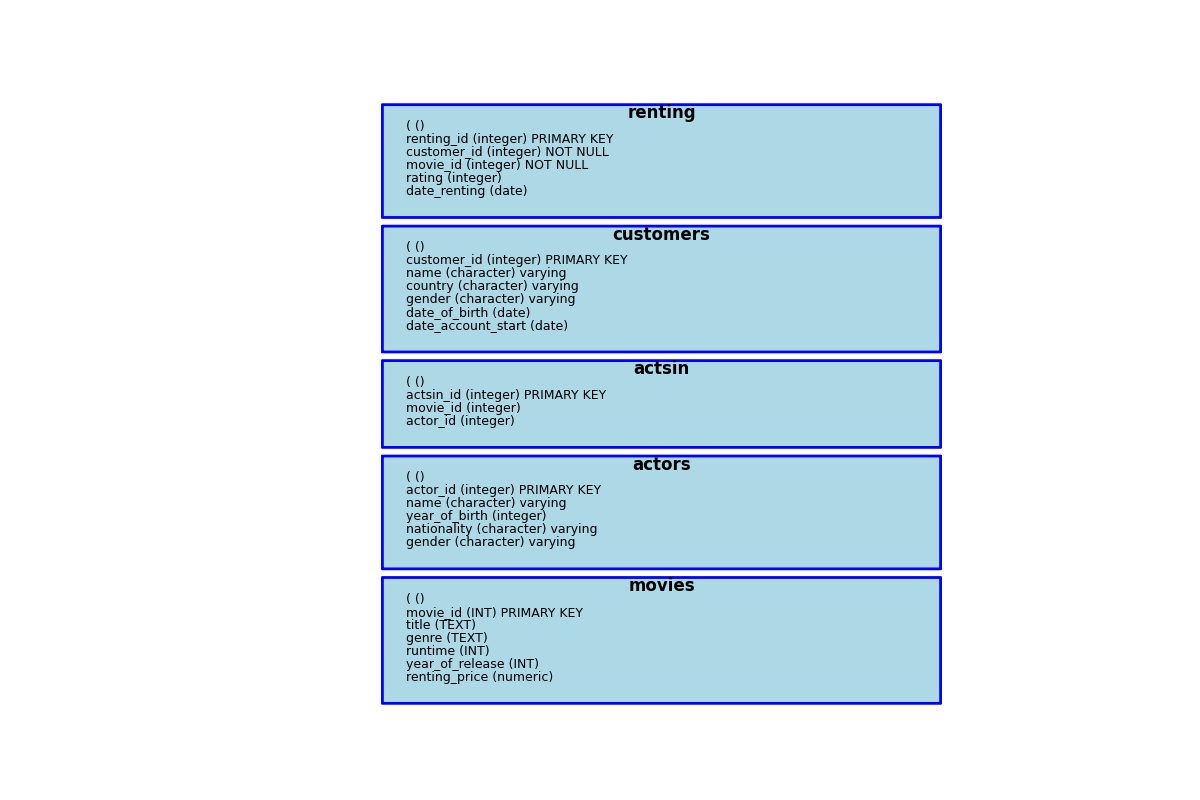 renting
( ()
renting_id (integer) PRIMARY KEY
customer_id (integer) NOT NULL
movie_id (integer) NOT NULL
rating (integer)
date_renting (date)
customers
( ()
customer_id (integer) PRIMARY KEY
name (character) varying
country (character) varying
gender (character) varying
date_of_birth (date)
date_account_start (date)
actsin
( ()
actsin_id (integer) PRIMARY KEY
movie_id (integer)
actor_id (integer)
actors
( ()
actor_id (integer) PRIMARY KEY
name (character) varying
year_of_birth (integer)
nationality (character) varying
gender (character) varying
movies
( ()
movie_id (INT) PRIMARY KEY
title (TEXT)
genre (TEXT)
runtime (INT)
year_of_release (INT)
renting_price (numeric)